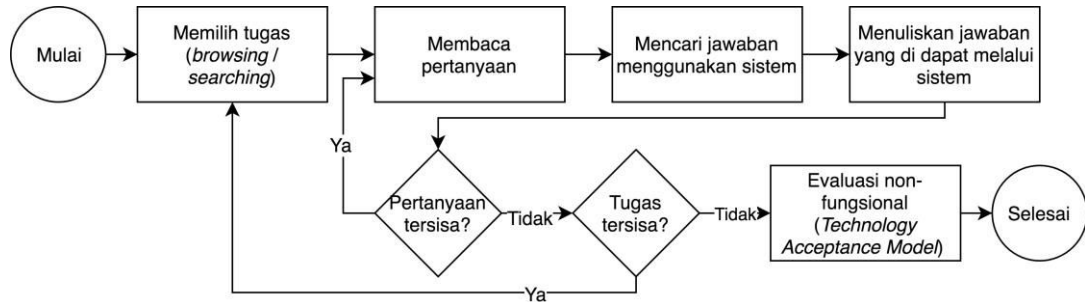 Mulai
Memilih tugas
(browsing /
searching)
Membaca
pertanyaan
Mencari jawaban
menggunakan sistem
Menuliskan jawaban
yang di dapat melalui
sistem
Ya
Pertanyaan
tersisa?
Tidak
Tugas
tersisa?
Tidak
Evaluasi non-
fungsional
(Technology
Acceptance Model)
Selesai
Ya